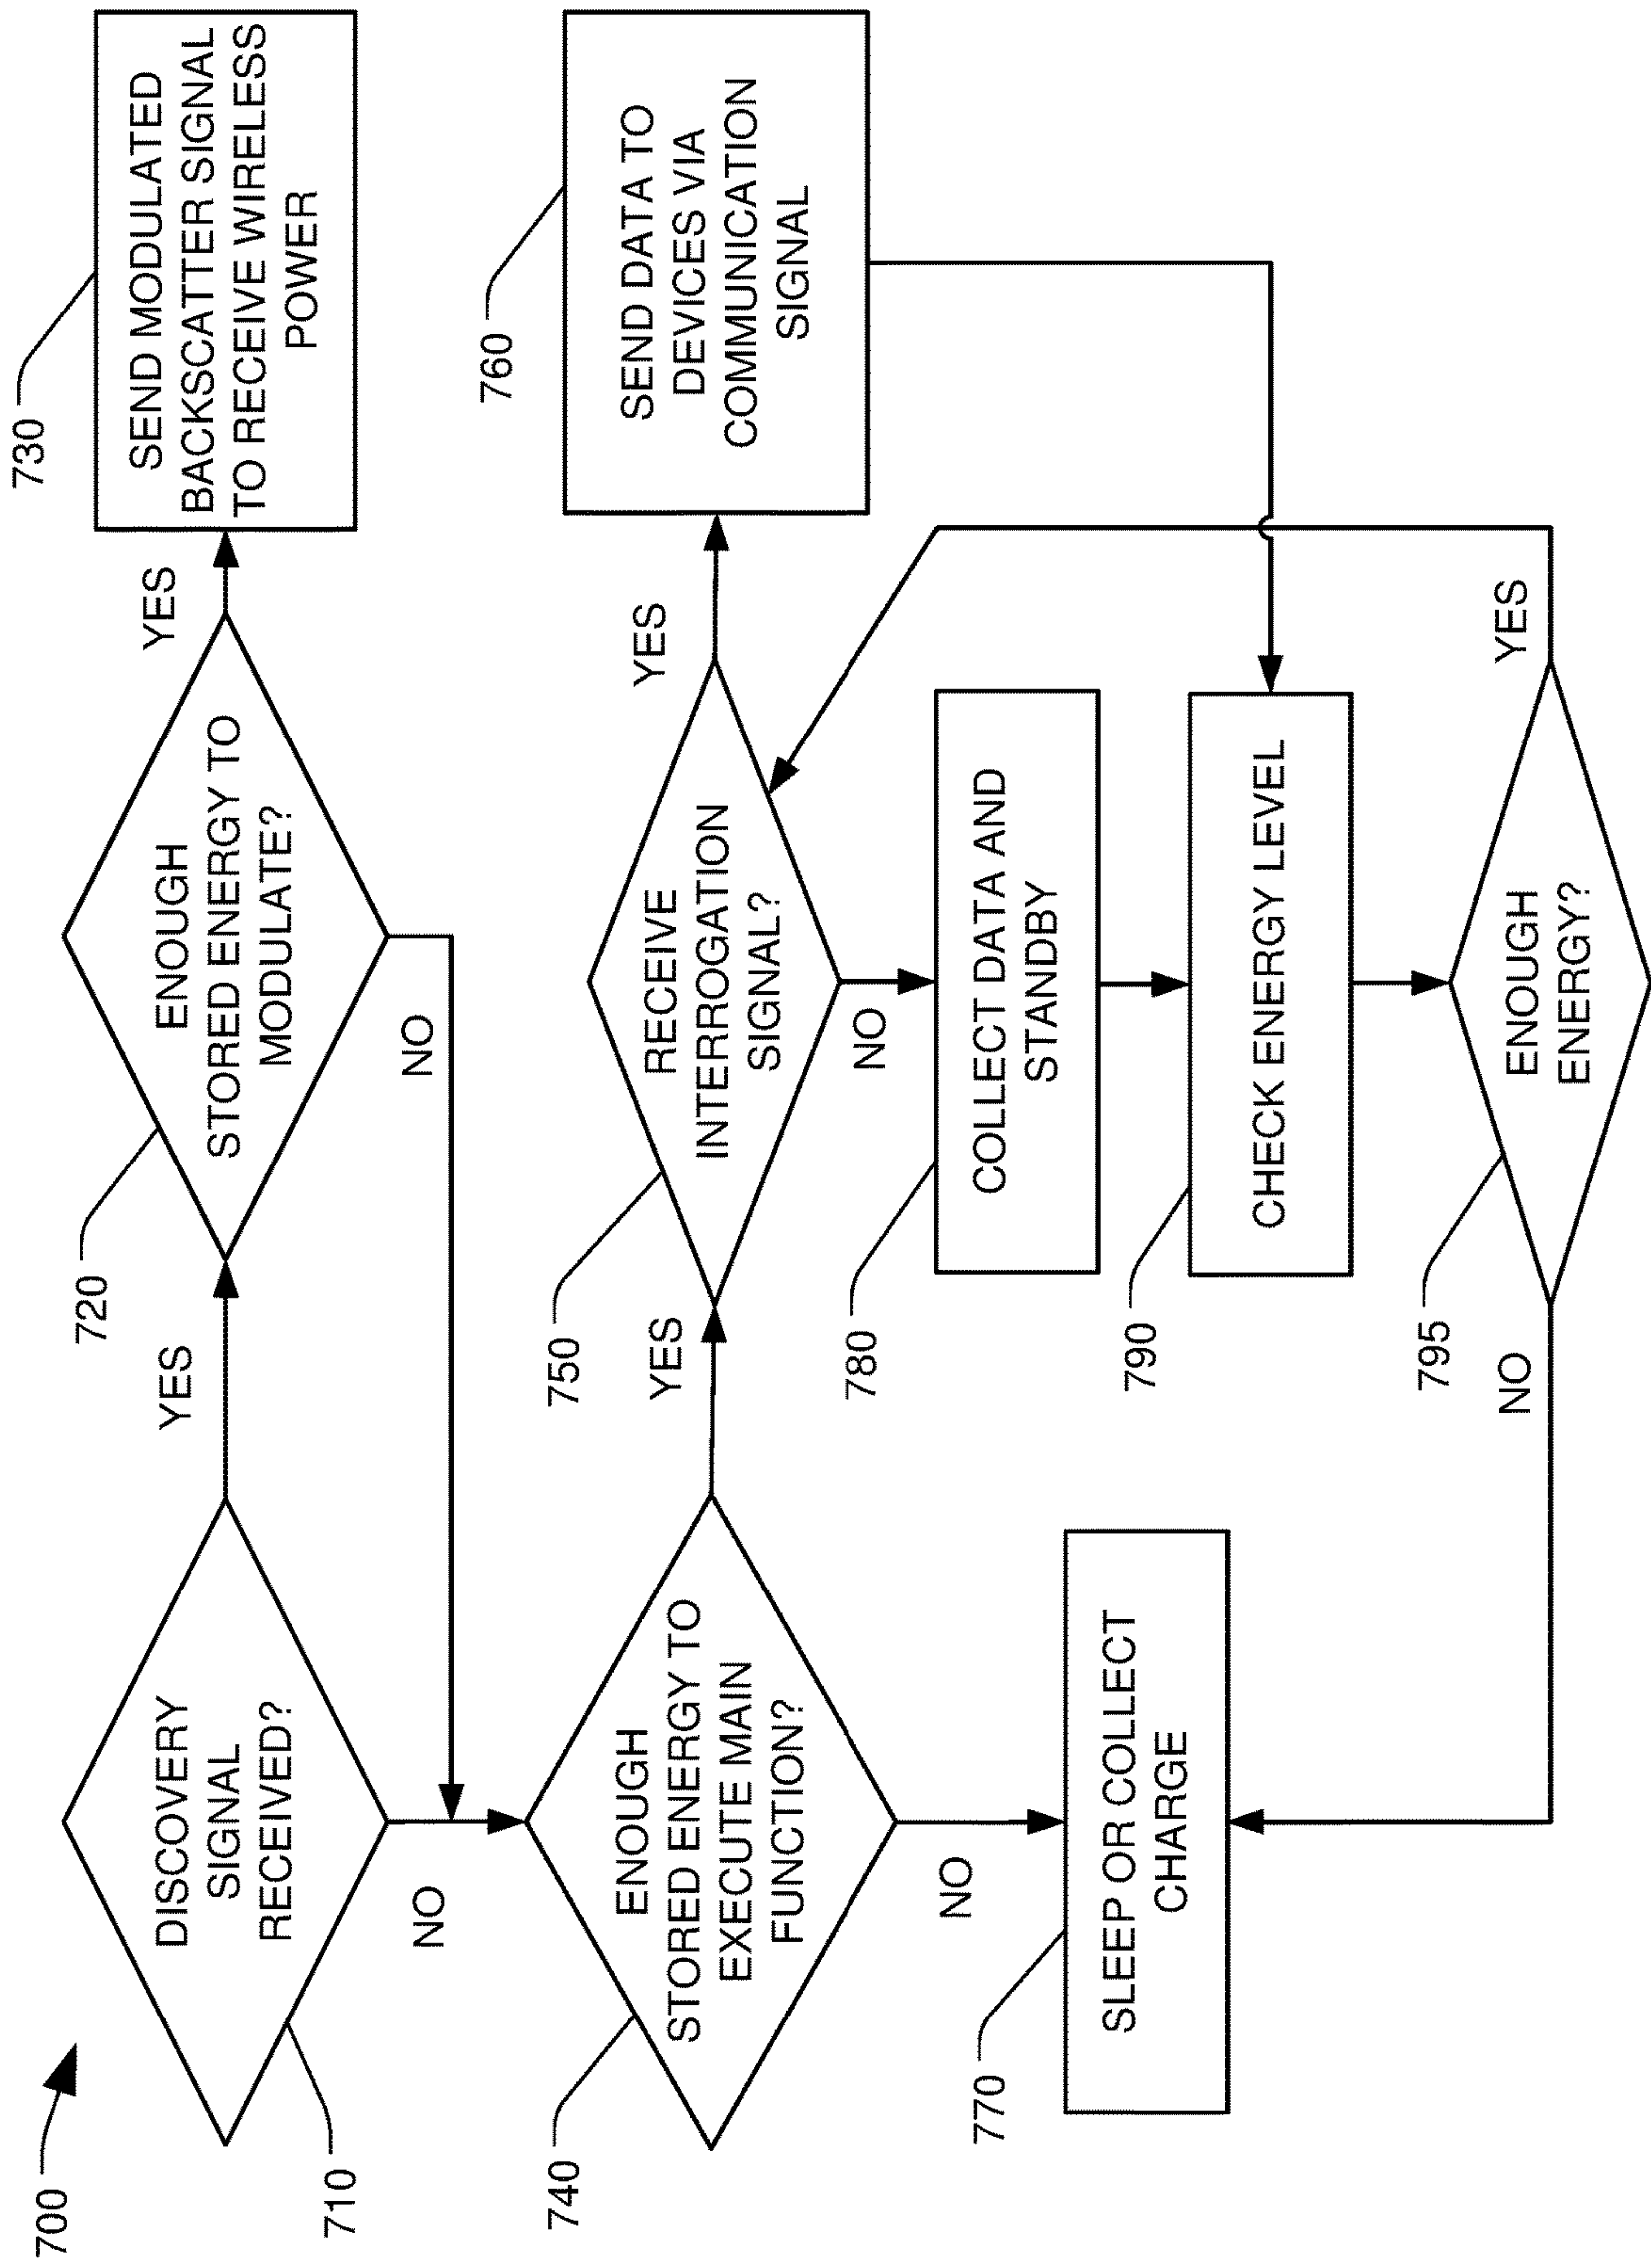 700
710
DISCOVERY
SIGNAL
RECEIVED?
YES
NO
720
ENOUGH
STORED ENERGY TO
MODULATE?
YES
NO
730
SEND MODULATED
BACKSCATTER SIGNAL
TO RECEIVE WIRELESS
POWER
740
ENOUGH
STORED ENERGY TO
EXECUTE MAIN
FUNCTION?
YES
NO
750
RECEIVE
INTERROGATION
SIGNAL?
YES
NO
760
SEND DATA TO
DEVICES VIA
COMMUNICATION
SIGNAL
770
SLEEP OR COLLECT
CHARGE
780
COLLECT DATA AND
STANDBY
790
CHECK ENERGY LEVEL
795
ENOUGH
ENERGY?
YES
NO